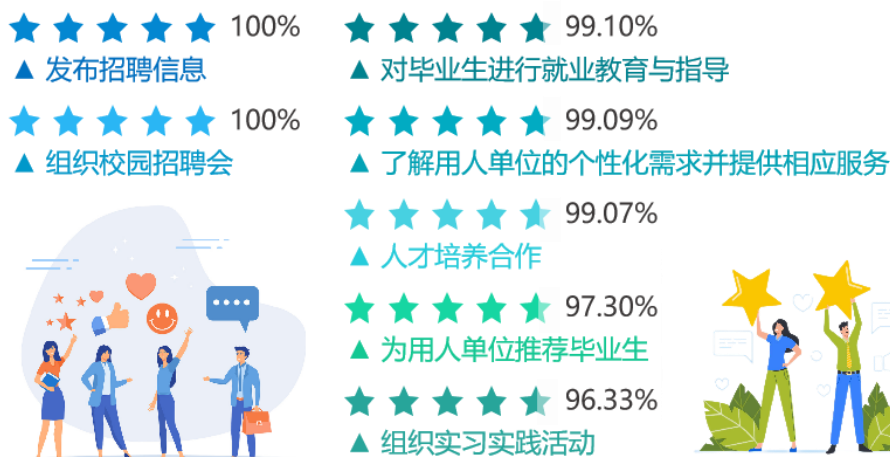 100%
▲ 发布招聘信息
100%
▲ 组织校园招聘会
99.10%
▲ 对毕业生进行就业教育与指导
99.09%
▲ 了解用人单位的个性化需求并提供相应服务
99.07%
▲ 人才培养合作
97.30%
▲ 为用人单位推荐毕业生
96.33%
▲ 组织实习实践活动